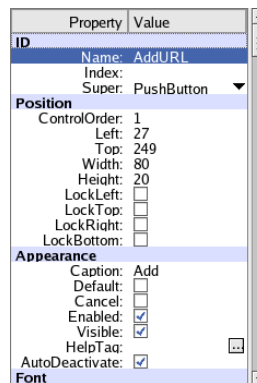 Property Value
ID
Name: AddURL
Index:
Super: PushButton
Position
ControlOrder: 1
Left: 27
Top: 249
Width: 80
Height: 20
LockLeft:
LockTop:
LockRight:
LockBottom:
Appearance
Caption: Add
Default:
Cancel:
Enabled:
Visible:
HelpTag: ...
AutoDeactivate:
Font